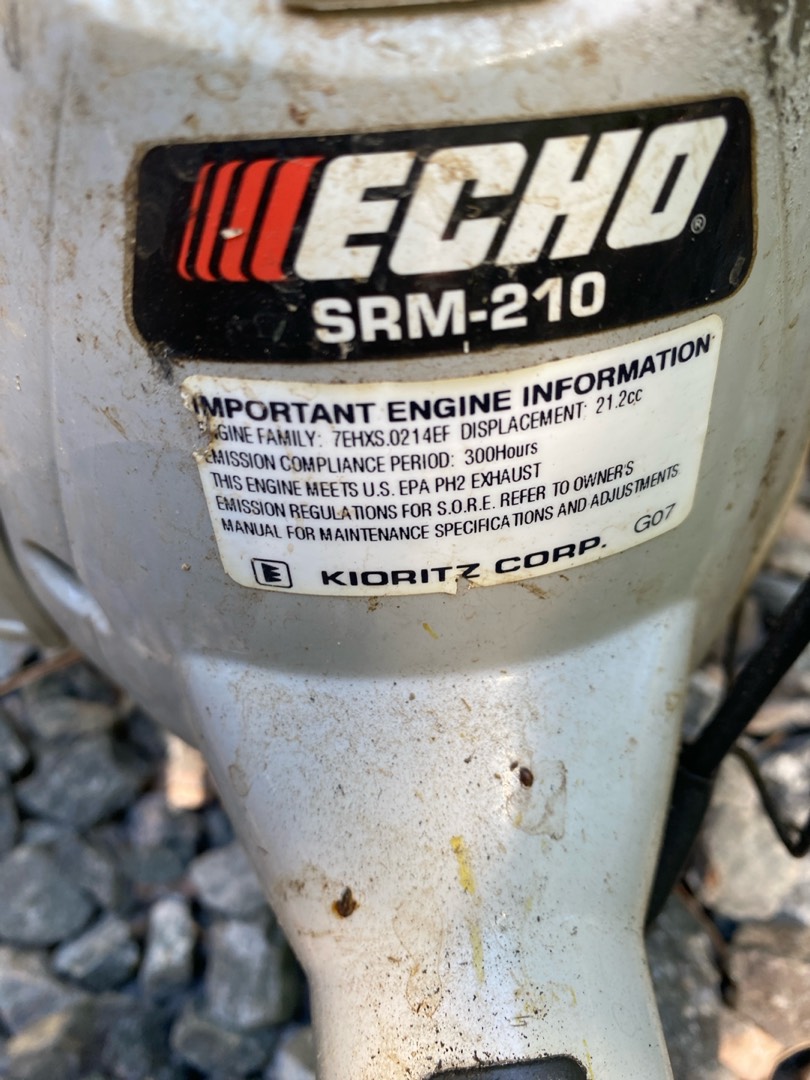 ECHO®
SRM-210
IMPORTANT ENGINE INFORMATION
GINE FAMILY: 7EHXS.0214EF DISPLACEMENT: 21.2cc
EMISSION COMPLIANCE PERIOD: 300Hours
THIS ENGINE MEETS U.S. EPA PH2 EXHAUST
EMISSION REGULATIONS FOR S.O.R.E. REFER TO OWNER'S
MANUAL FOR MAINTENANCE SPECIFICATIONS AND ADJUSTMENTS
E KIORITZ CORP. G07